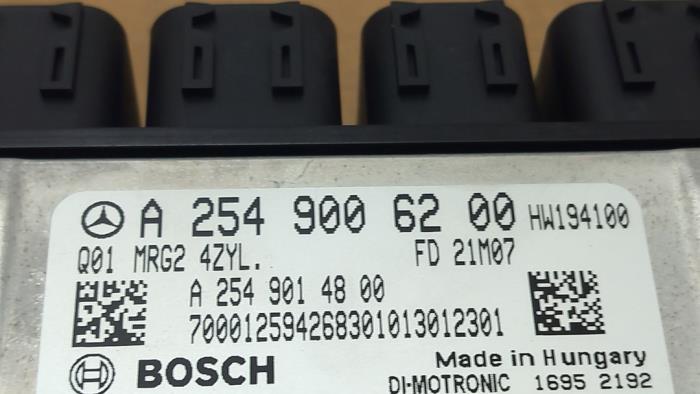 A 254 900 62 00 HW194100
Q01 MRG2 4ZYL. FD 21M07
A 254 901 48 00
700012594268301013012301
BOSCH Made in Hungary
DI-MOTRONIC 1695 2192